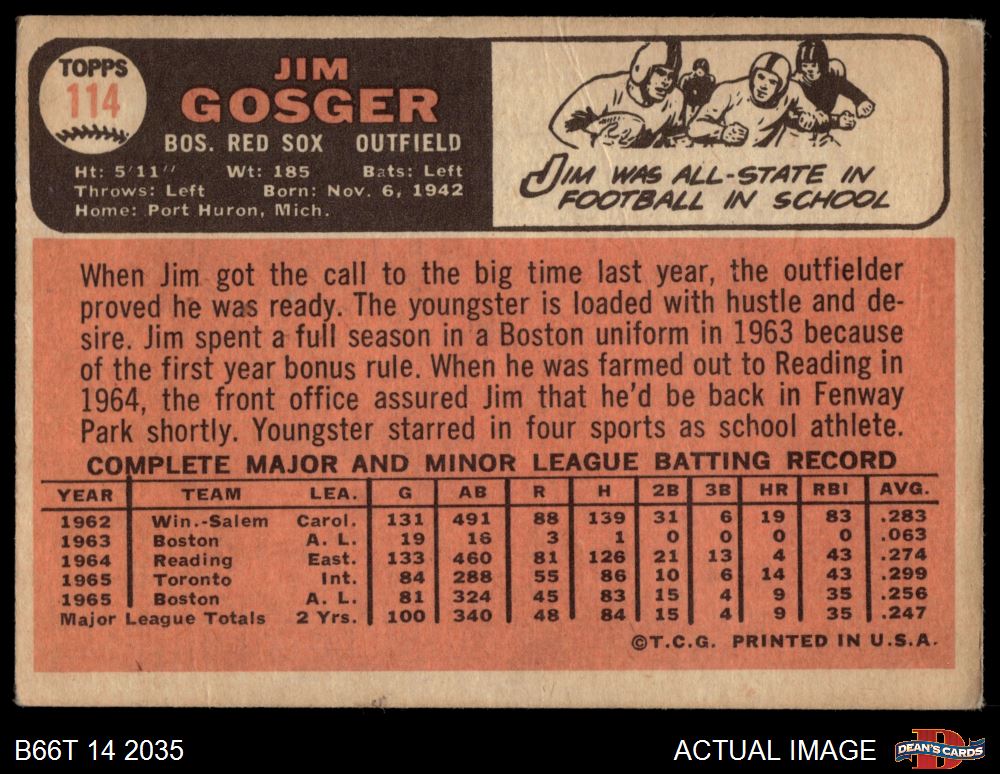 TOPPS
114
JIM
GOSGER
BOS. RED SOX OUTFIELD
Ht: 5'11" Wt: 185 Bats: Left
Throws: Left Born: Nov. 6, 1942
Home: Port Huron, Mich.
JIM WAS ALL-STATE IN
FOOTBALL IN SCHOOL
When Jim got the call to the big time last year, the outfielder
proved he was ready. The youngster is loaded with hustle and de-
sire. Jim spent a full season in a Boston uniform in 1963 because
of the first year bonus rule. When he was farmed out to Reading in
1964, the front office assured Jim that he'd be back in Fenway
Park shortly. Youngster starred in four sports as school athlete.
COMPLETE MAJOR AND MINOR LEAGUE BATTING RECORD
YEAR TEAM LEA. G AB R H 2B 3B HR RBI AVG.
1962 Win.-Salem Carol. 131 491 88 139 31 6 19 83 .283
1963 Boston A. L. 19 16 3 1 0 0 0 0 .063
1964 Reading East. 133 460 81 126 21 13 4 43 .274
1965 Toronto Int. 84 288 55 86 10 6 14 43 .299
1965 Boston A. L. 81 324 45 83 15 4 9 35 .256
Major League Totals 2 Yrs. 100 340 48 84 15 4 9 35 .247
©T.C.G. PRINTED IN U.S.A.
B66T 14 2035
ACTUAL IMAGE
DEAN'S CARDS